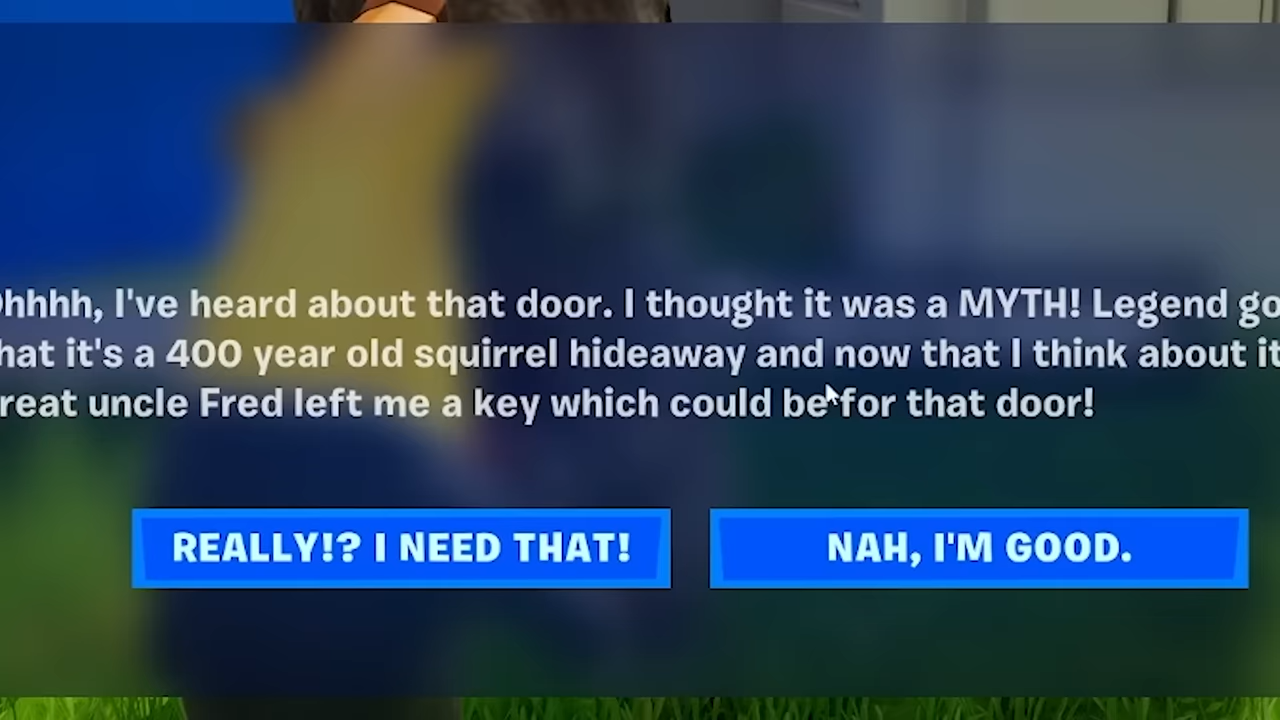 Ohhhh, I've heard about that door. I thought it was a MYTH! Legend go
hat it's a 400 year old squirrel hideaway and now that I think about it
reat uncle Fred left me a key which could be for that door!
REALLY!? I NEED THAT!
NAH, I'M GOOD.